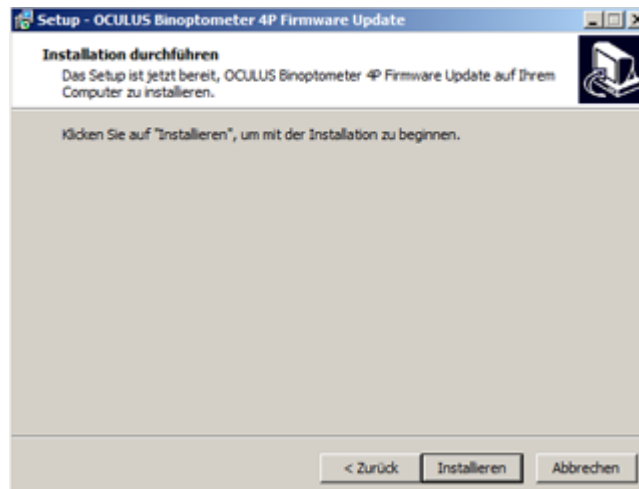 Setup - OCULUS Binoptometer 4P Firmware Update
Installation durchführen
Das Setup ist jetzt bereit, OCULUS Binoptometer 4P Firmware Update auf Ihrem
Computer zu installieren.
Klicken Sie auf "Installieren", um mit der Installation zu beginnen.
< Zurück Installieren Abbrechen